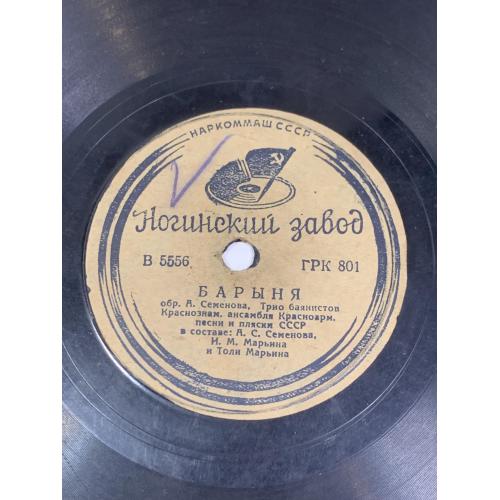 НАРКОММАШ СССР
Ногинский завод
В 5556 ГРК 801
БАРЫНЯ
обр. А. Семенова, Трио баянистов
Краснознам. ансамбля Красноарм.
песни и пляски СССР
в составе: А. С. Семенова,
И. М. Марьина
и Толи Марьина